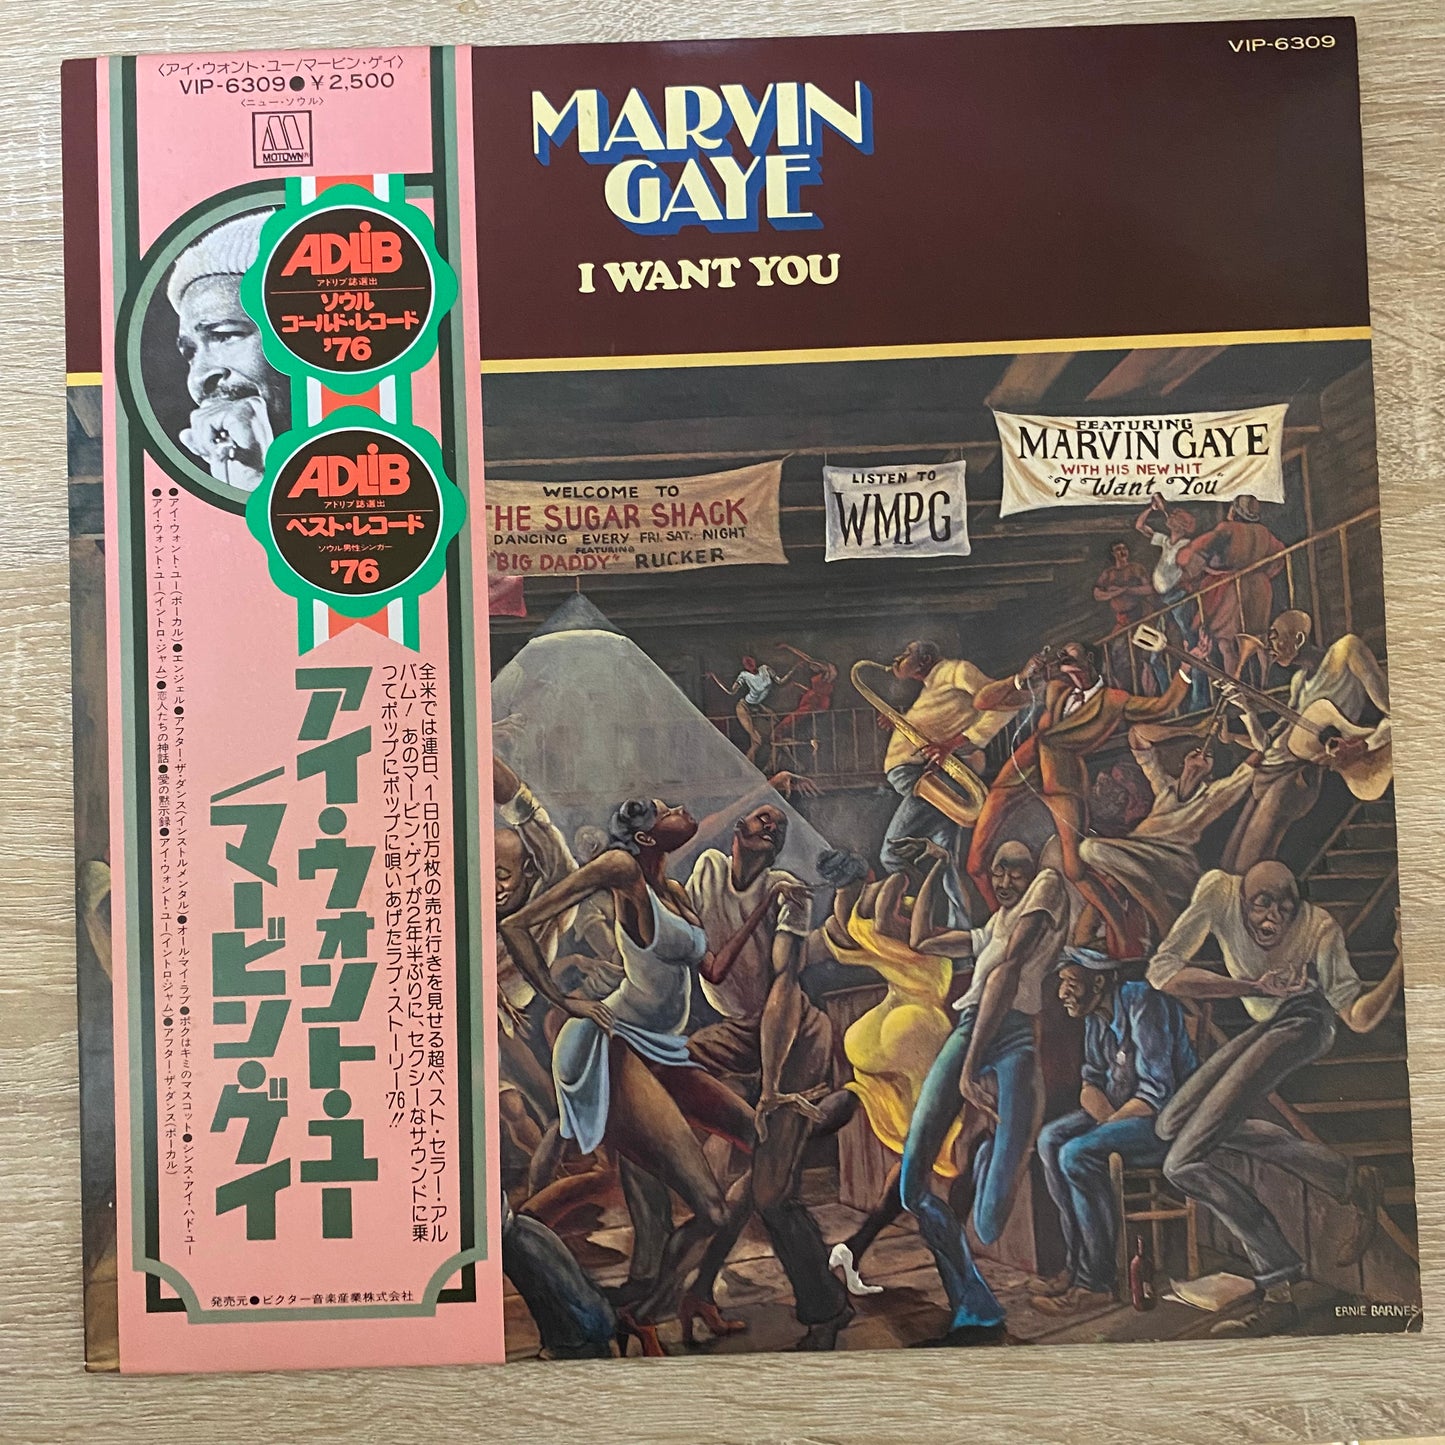 〈アイ・ウォント・ユー/マービン・ゲイ〉
VIP-6309●￥2,500
〈ニュー・ソウル〉
MOTOWN®
ADLiB
アドリブ誌選出
ソウル
ゴールド・レコード
'76
ADLiB
アドリブ誌選出
ベスト・レコード
ソウル男性シンガー
'76
全米では連日、1日10万枚の売れ行きを見せる超ベスト・セラー・アル
バム！あのマービン・ゲイが2年半ぶりに、セクシーなサウンドに乗
ってポップにポップに唄いあげたラブ・ストーリー'76!!
アイ・ウォント・ユー
/マービン・ゲイ
●アイ・ウォント・ユー(ボーカル)●エンジェル●アフター・ザ・ダンス(インストルメンタル)●オール・マイ・ラブ●ボクはキミのマスコット●シンス・アイ・ハド・ユー
●アイ・ウォント・ユー(イントロ・ジャム)●恋人たちの神話●愛の黙示録●アイ・ウォント・ユー(イントロ・ジャム)●アフター・ザ・ダンス(ボーカル)
発売元●ビクター音楽産業株式会社
VIP-6309
MARVIN
GAYE
I WANT YOU
WELCOME TO
THE SUGAR SHACK
DANCING EVERY FRI. SAT.-NIGHT
FEATURING
"BIG DADDY" RUCKER
LISTEN TO
WMPG
FEATURING
MARVIN GAYE
WITH HIS NEW HIT
"I Want You"
ERNIE BARNES